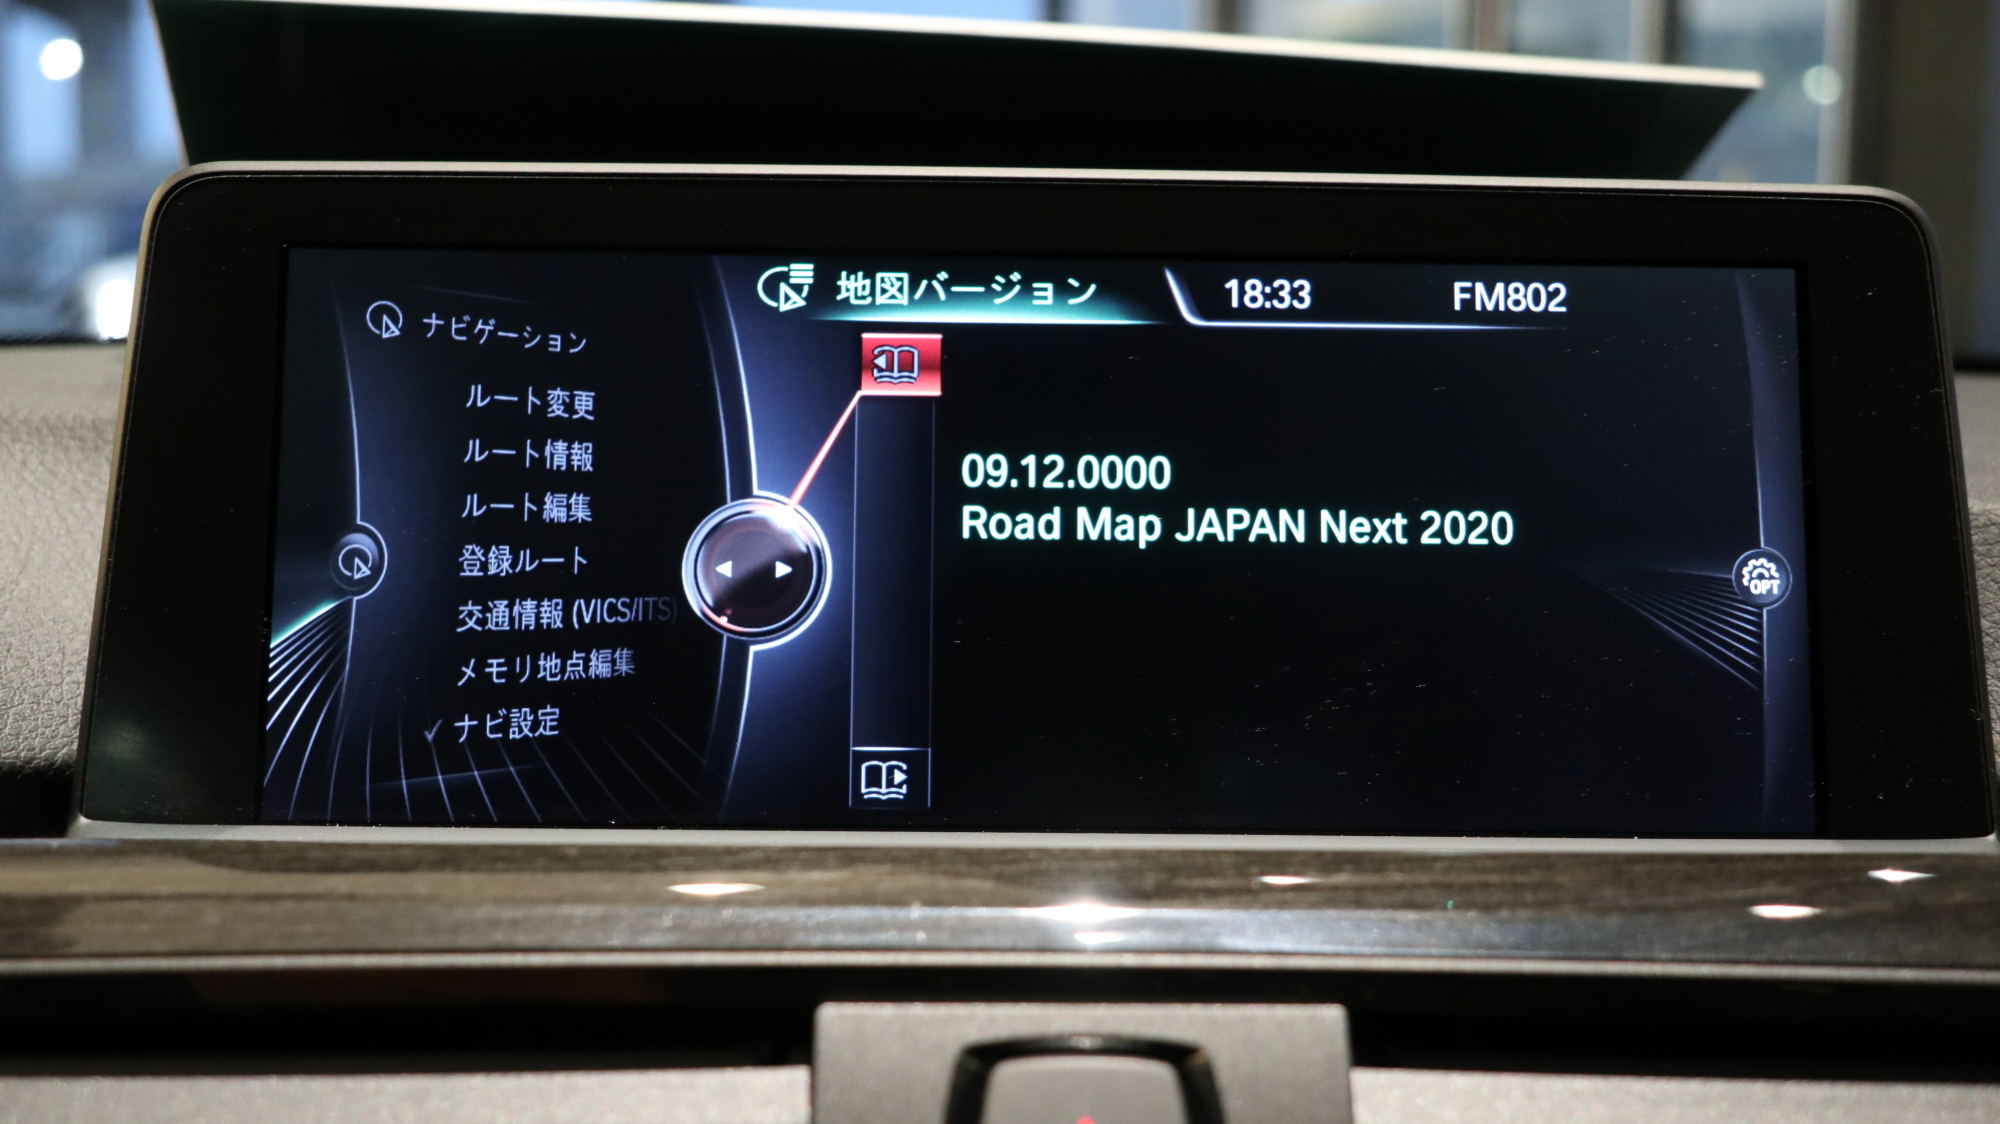 地図バージョン
18:33
FM802
ナビゲーション
ルート変更
ルート情報
ルート編集
登録ルート
交通情報 (VICS/ITS)
メモリ地点編集
ナビ設定
09.12.0000
Road Map JAPAN Next 2020
OPT